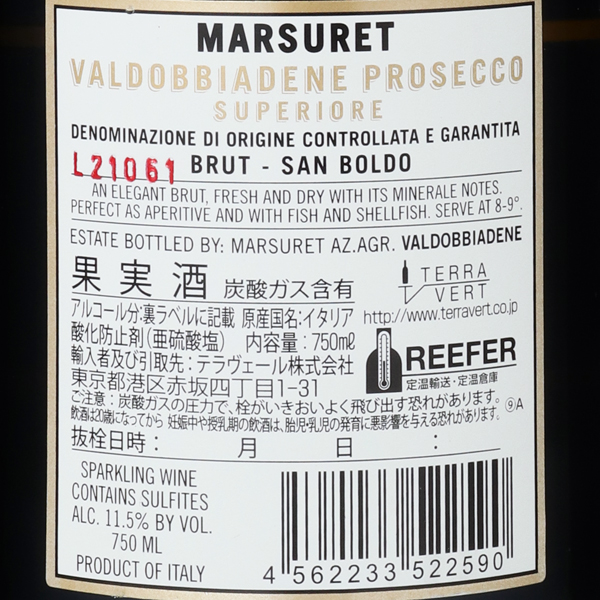 MARSURET
VALDOBBIADENE PROSECCO
SUPERIORE
DENOMINAZIONE DI ORIGINE CONTROLLATA E GARANTITA
L21061 BRUT - SAN BOLDO
AN ELEGANT BRUT, FRESH AND DRY WITH ITS MINERALE NOTES.
PERFECT AS APERITIVE AND WITH FISH AND SHELLFISH. SERVE AT 8-9°.
ESTATE BOTTLED BY: MARSURET AZ.AGR. VALDOBBIADENE
果実酒 炭酸ガス含有
TERRA
VERT
アルコール分:裏ラベルに記載 原産国名:イタリア
http://www.terravert.co.jp
酸化防止剤(亜硫酸塩) 内容量:750mℓ
輸入者及び引取先:テラヴェール株式会社
東京都港区赤坂四丁目1-31
REEFER
定温輸送・定温倉庫
ご注意:炭酸ガスの圧力で、栓がいきおいよく飛び出す恐れがあります。
飲酒は20歳になってから 妊娠中や授乳期の飲酒は、胎児・乳児の発育に悪影響を与える恐れがあります。 ⑨A
抜栓日時: 月 日 :
SPARKLING WINE
CONTAINS SULFITES
ALC. 11.5% BY VOL.
750 ML
PRODUCT OF ITALY
4 562233 522590